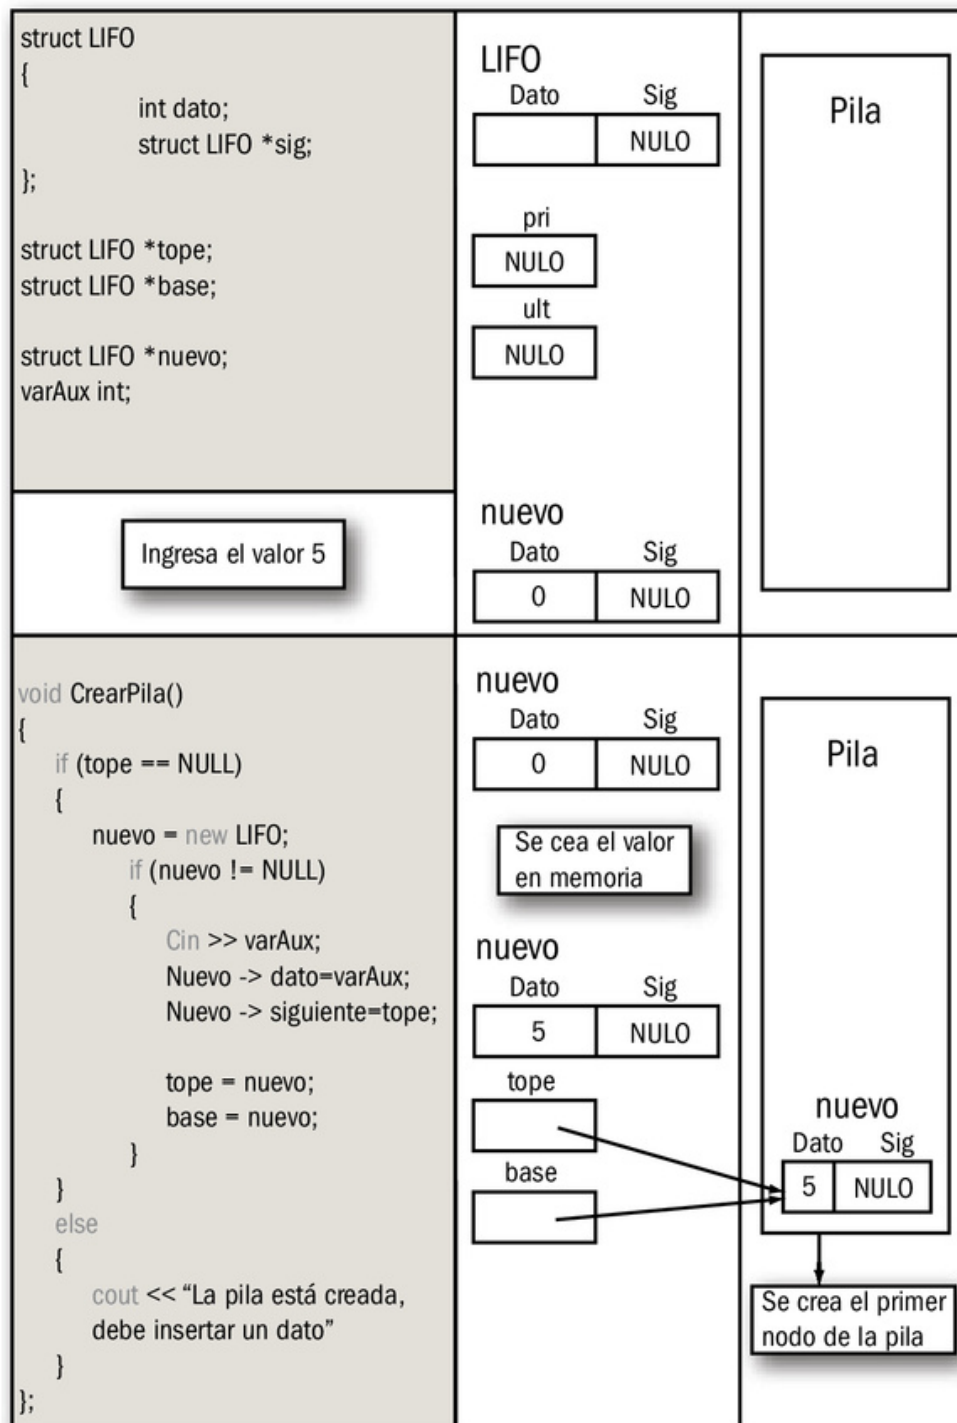 struct LIFO
{
int dato;
struct LIFO *sig;
};
struct LIFO *tope;
struct LIFO *base;
struct LIFO *nuevo;
varAux int;
LIFO
Dato Sig
NULO
pri
NULO
ult
NULO
Pila
Ingresa el valor 5
nuevo
Dato Sig
0 NULO
void CrearPila()
{
if (tope == NULL)
{
nuevo = new LIFO;
if (nuevo != NULL)
{
Cin >> varAux;
Nuevo -> dato=varAux;
Nuevo -> siguiente=tope;
tope = nuevo;
base = nuevo;
}
}
else
{
cout << “La pila está creada,
debe insertar un dato”
}
};
nuevo
Dato Sig
0 NULO
Se cea el valor
en memoria
nuevo
Dato Sig
5 NULO
tope
base
Pila
nuevo
Dato Sig
5 NULO
Se crea el primer
nodo de la pila